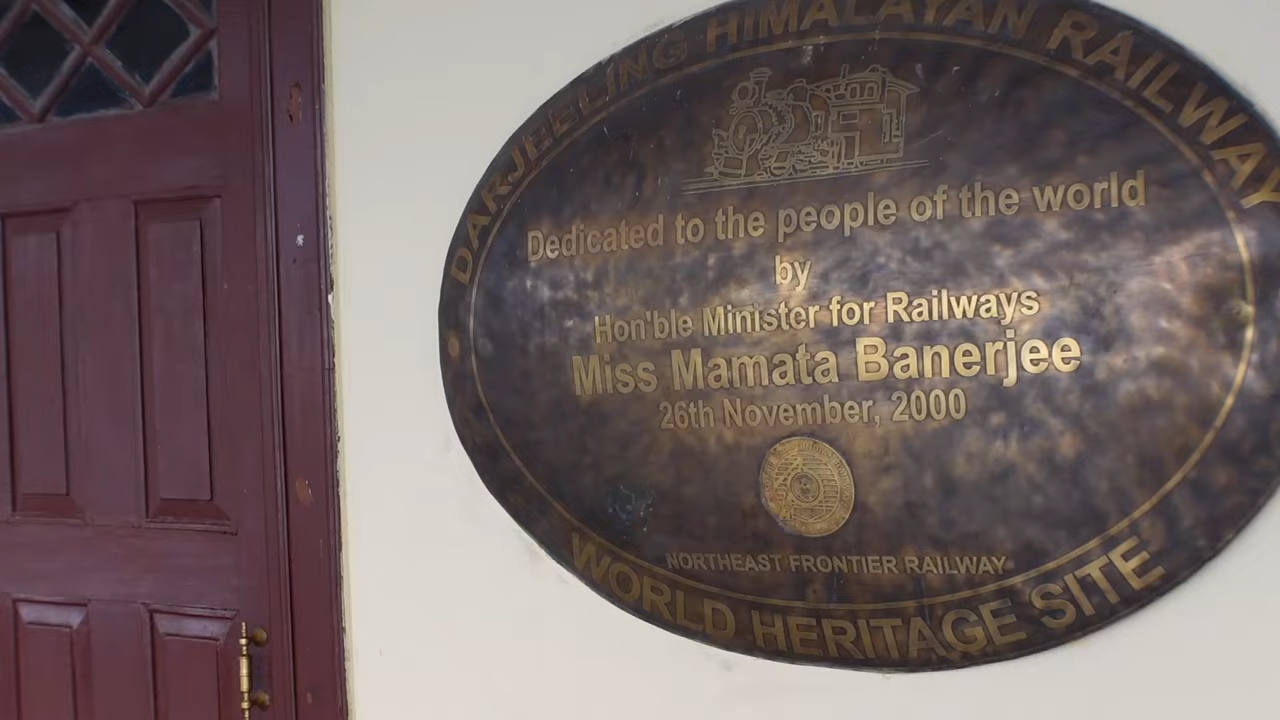 DARJEELING HIMALAYAN RAILWAY
Dedicated to the people of the world
by
Hon'ble Minister for Railways
Miss Mamata Banerjee
26th November, 2000
NORTHEAST FRONTIER RAILWAY
WORLD HERITAGE SITE